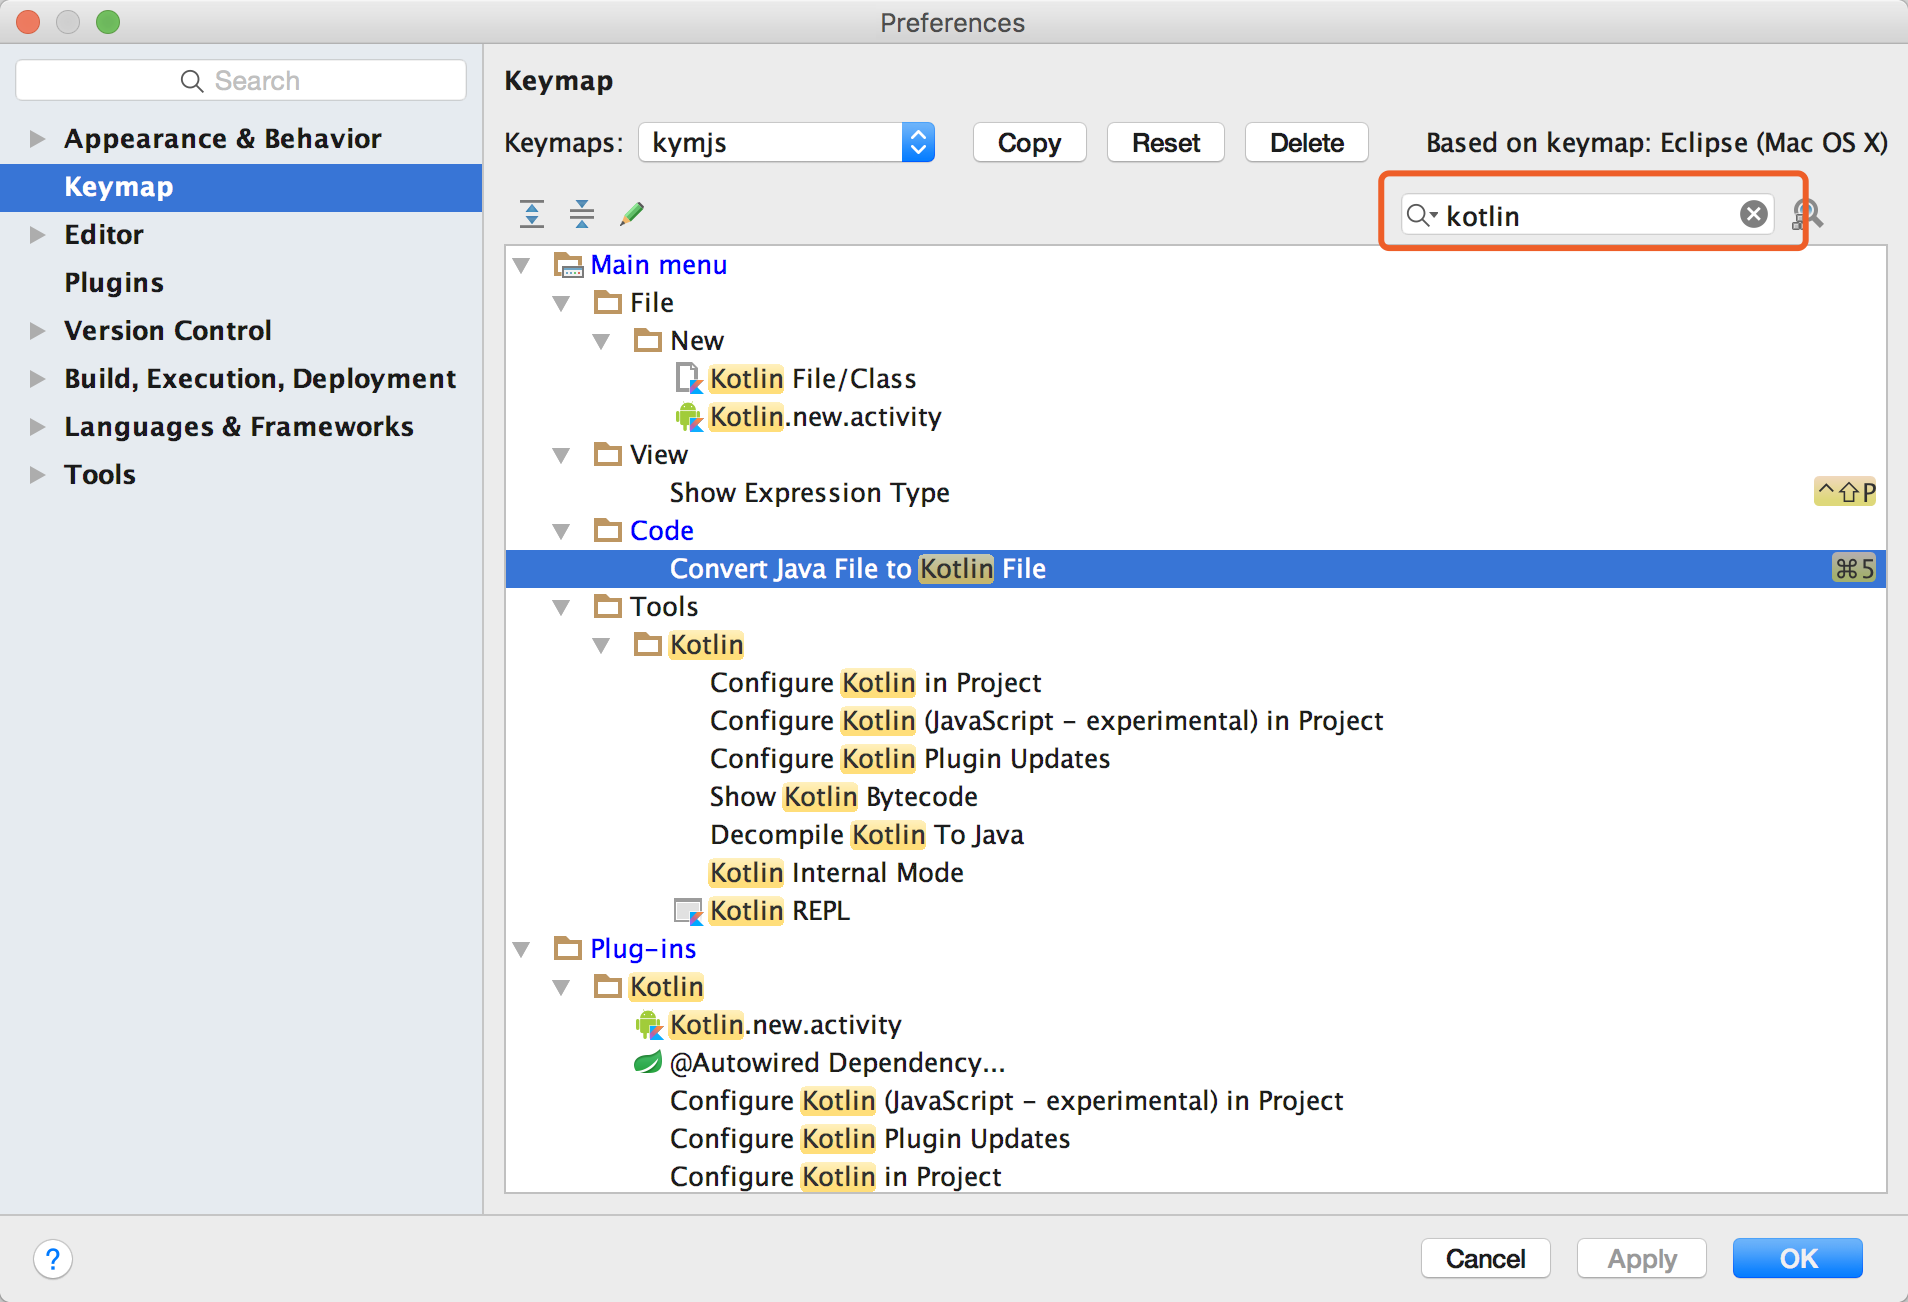 Preferences
Search
Appearance & Behavior
Keymap
Editor
Plugins
Version Control
Build, Execution, Deployment
Languages & Frameworks
Tools
Keymap
Keymaps: kymjs Copy Reset Delete Based on keymap: Eclipse (Mac OS X)
kotlin
Main menu
File
New
Kotlin File/Class
Kotlin.new.activity
View
Show Expression Type ^⇧P
Code
Convert Java File to Kotlin File ⌘5
Tools
Kotlin
Configure Kotlin in Project
Configure Kotlin (JavaScript - experimental) in Project
Configure Kotlin Plugin Updates
Show Kotlin Bytecode
Decompile Kotlin To Java
Kotlin Internal Mode
Kotlin REPL
Plug-ins
Kotlin
Kotlin.new.activity
@Autowired Dependency...
Configure Kotlin (JavaScript - experimental) in Project
Configure Kotlin Plugin Updates
Configure Kotlin in Project
? Cancel Apply OK